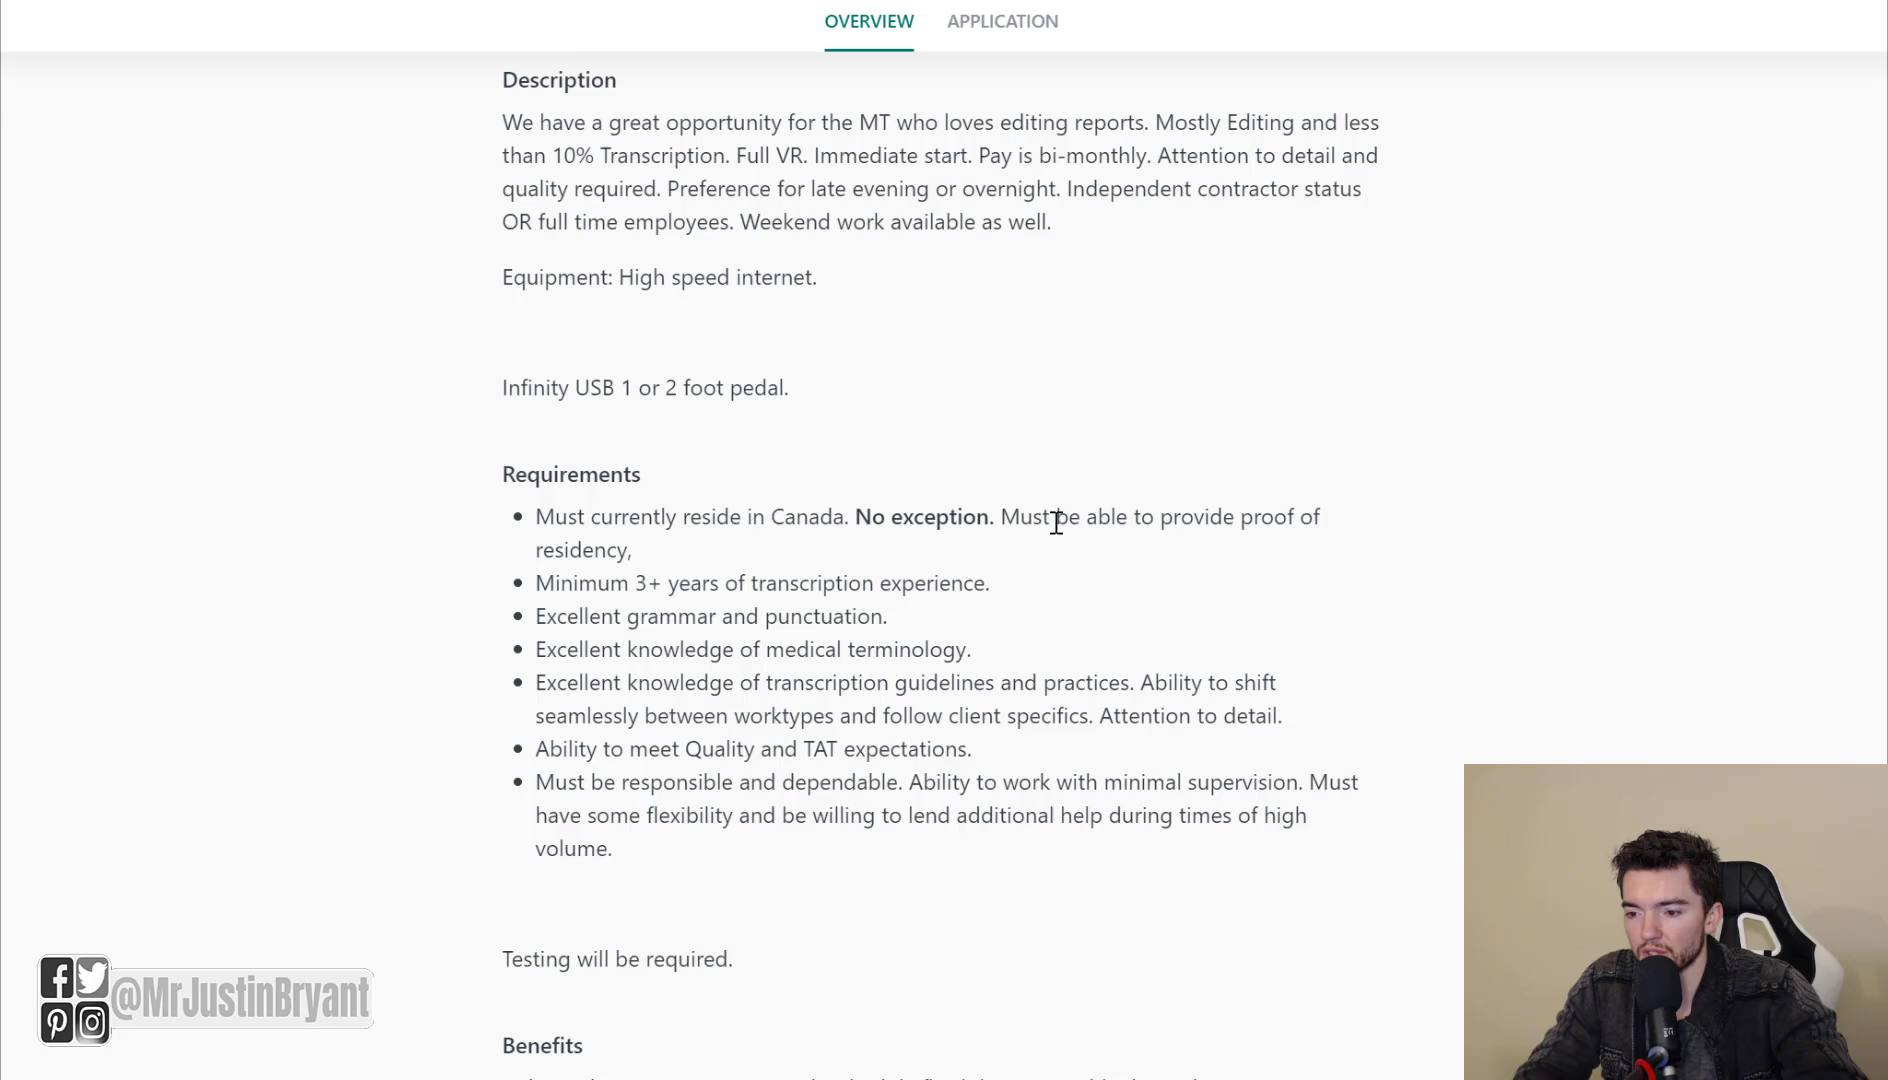 OVERVIEW APPLICATION
Description
We have a great opportunity for the MT who loves editing reports. Mostly Editing and less
than 10% Transcription. Full VR. Immediate start. Pay is bi-monthly. Attention to detail and
quality required. Preference for late evening or overnight. Independent contractor status
OR full time employees. Weekend work available as well.
Equipment: High speed internet.
Infinity USB 1 or 2 foot pedal.
Requirements
• Must currently reside in Canada. No exception. Must be able to provide proof of
residency,
• Minimum 3+ years of transcription experience.
• Excellent grammar and punctuation.
• Excellent knowledge of medical terminology.
• Excellent knowledge of transcription guidelines and practices. Ability to shift
seamlessly between worktypes and follow client specifics. Attention to detail.
• Ability to meet Quality and TAT expectations.
• Must be responsible and dependable. Ability to work with minimal supervision. Must
have some flexibility and be willing to lend additional help during times of high
volume.
Testing will be required.
@MrJustinBryant
Benefits